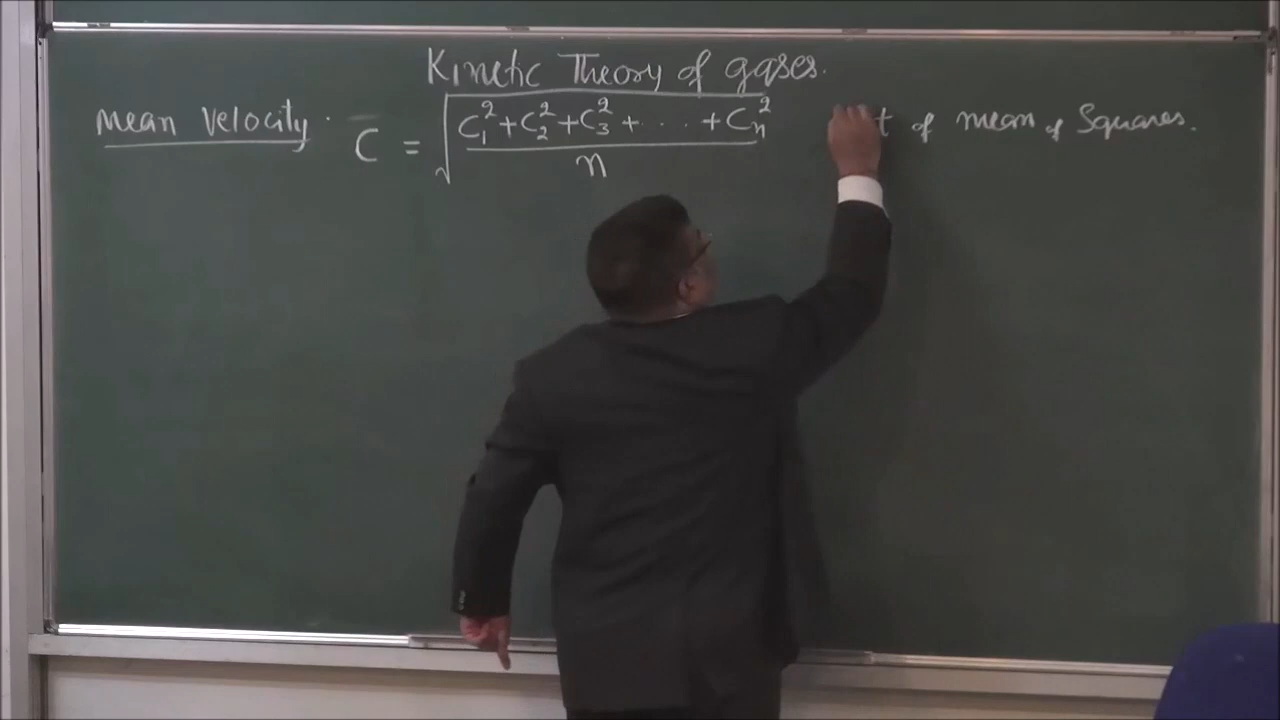 Kinetic Theory of gases.
Mean Velocity. C̄ = √((C₁² + C₂² + C₃² + .... + Cₙ²) / n) of mean of Squares.